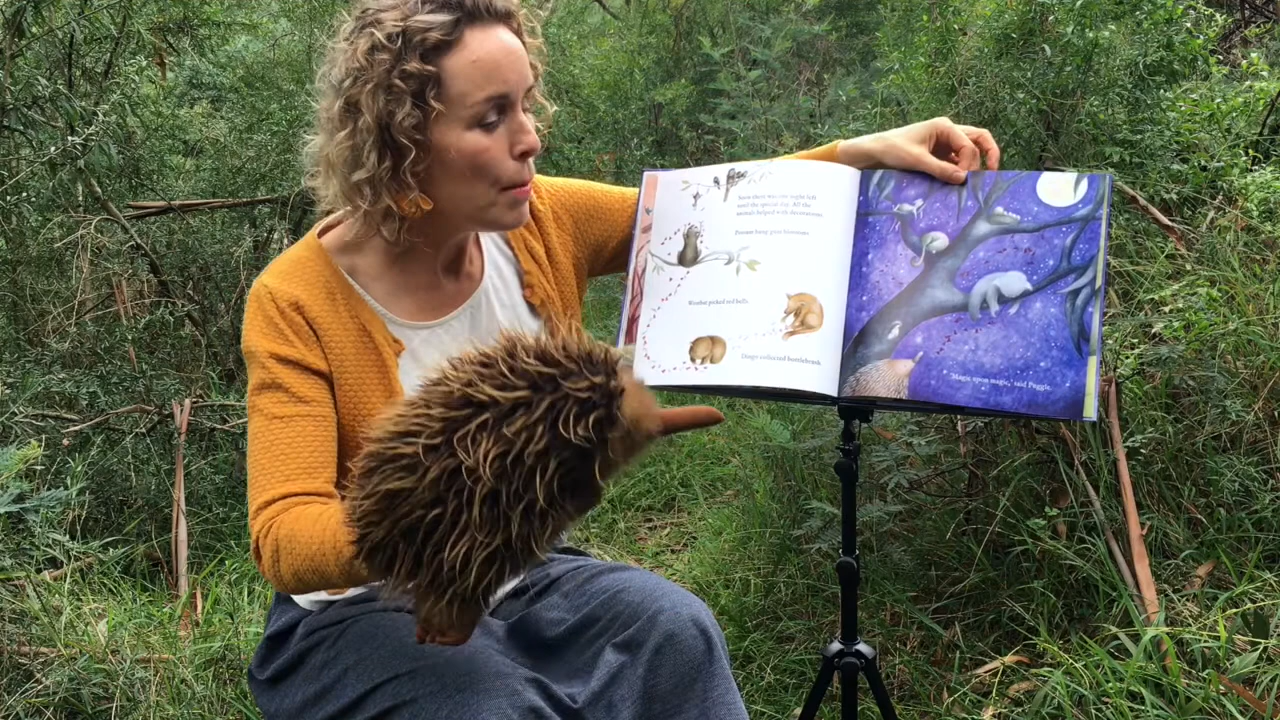 Soon there was one night left
until the special day. All the
animals helped with decorations.
Possum hung gum blossoms.
Wombat picked red bells.
Dingo collected bottlebrush.
"Magic upon magic," said Puggle.